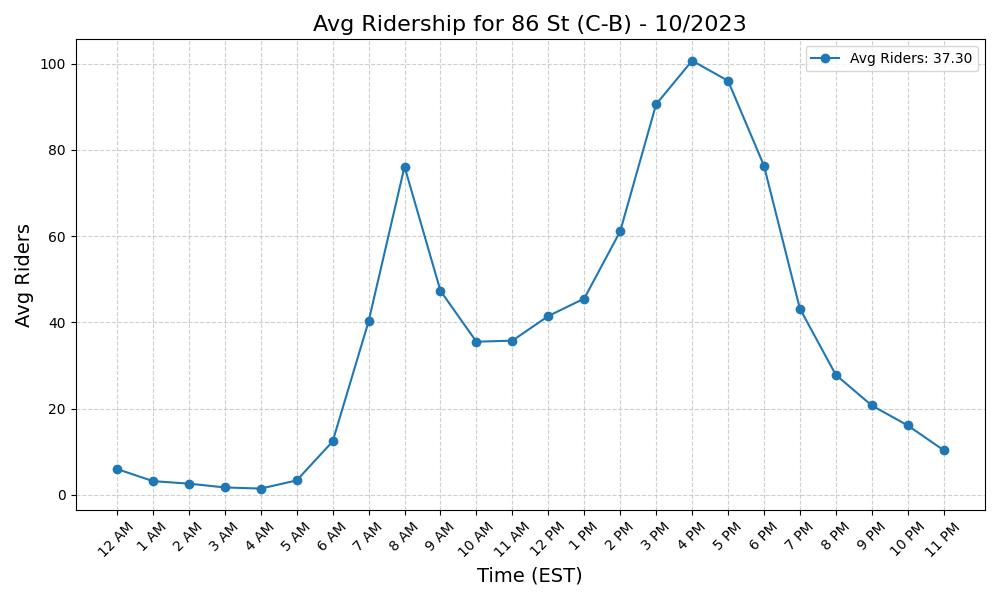 Avg Ridership for 86 St (C-B) - 10/2023
Avg Riders: 37.30
Avg Riders
100
80
60
40
20
0
12 AM
1 AM
2 AM
3 AM
4 AM
5 AM
6 AM
7 AM
8 AM
9 AM
10 AM
11 AM
12 PM
1 PM
2 PM
3 PM
4 PM
5 PM
6 PM
7 PM
8 PM
9 PM
10 PM
11 PM
Time (EST)